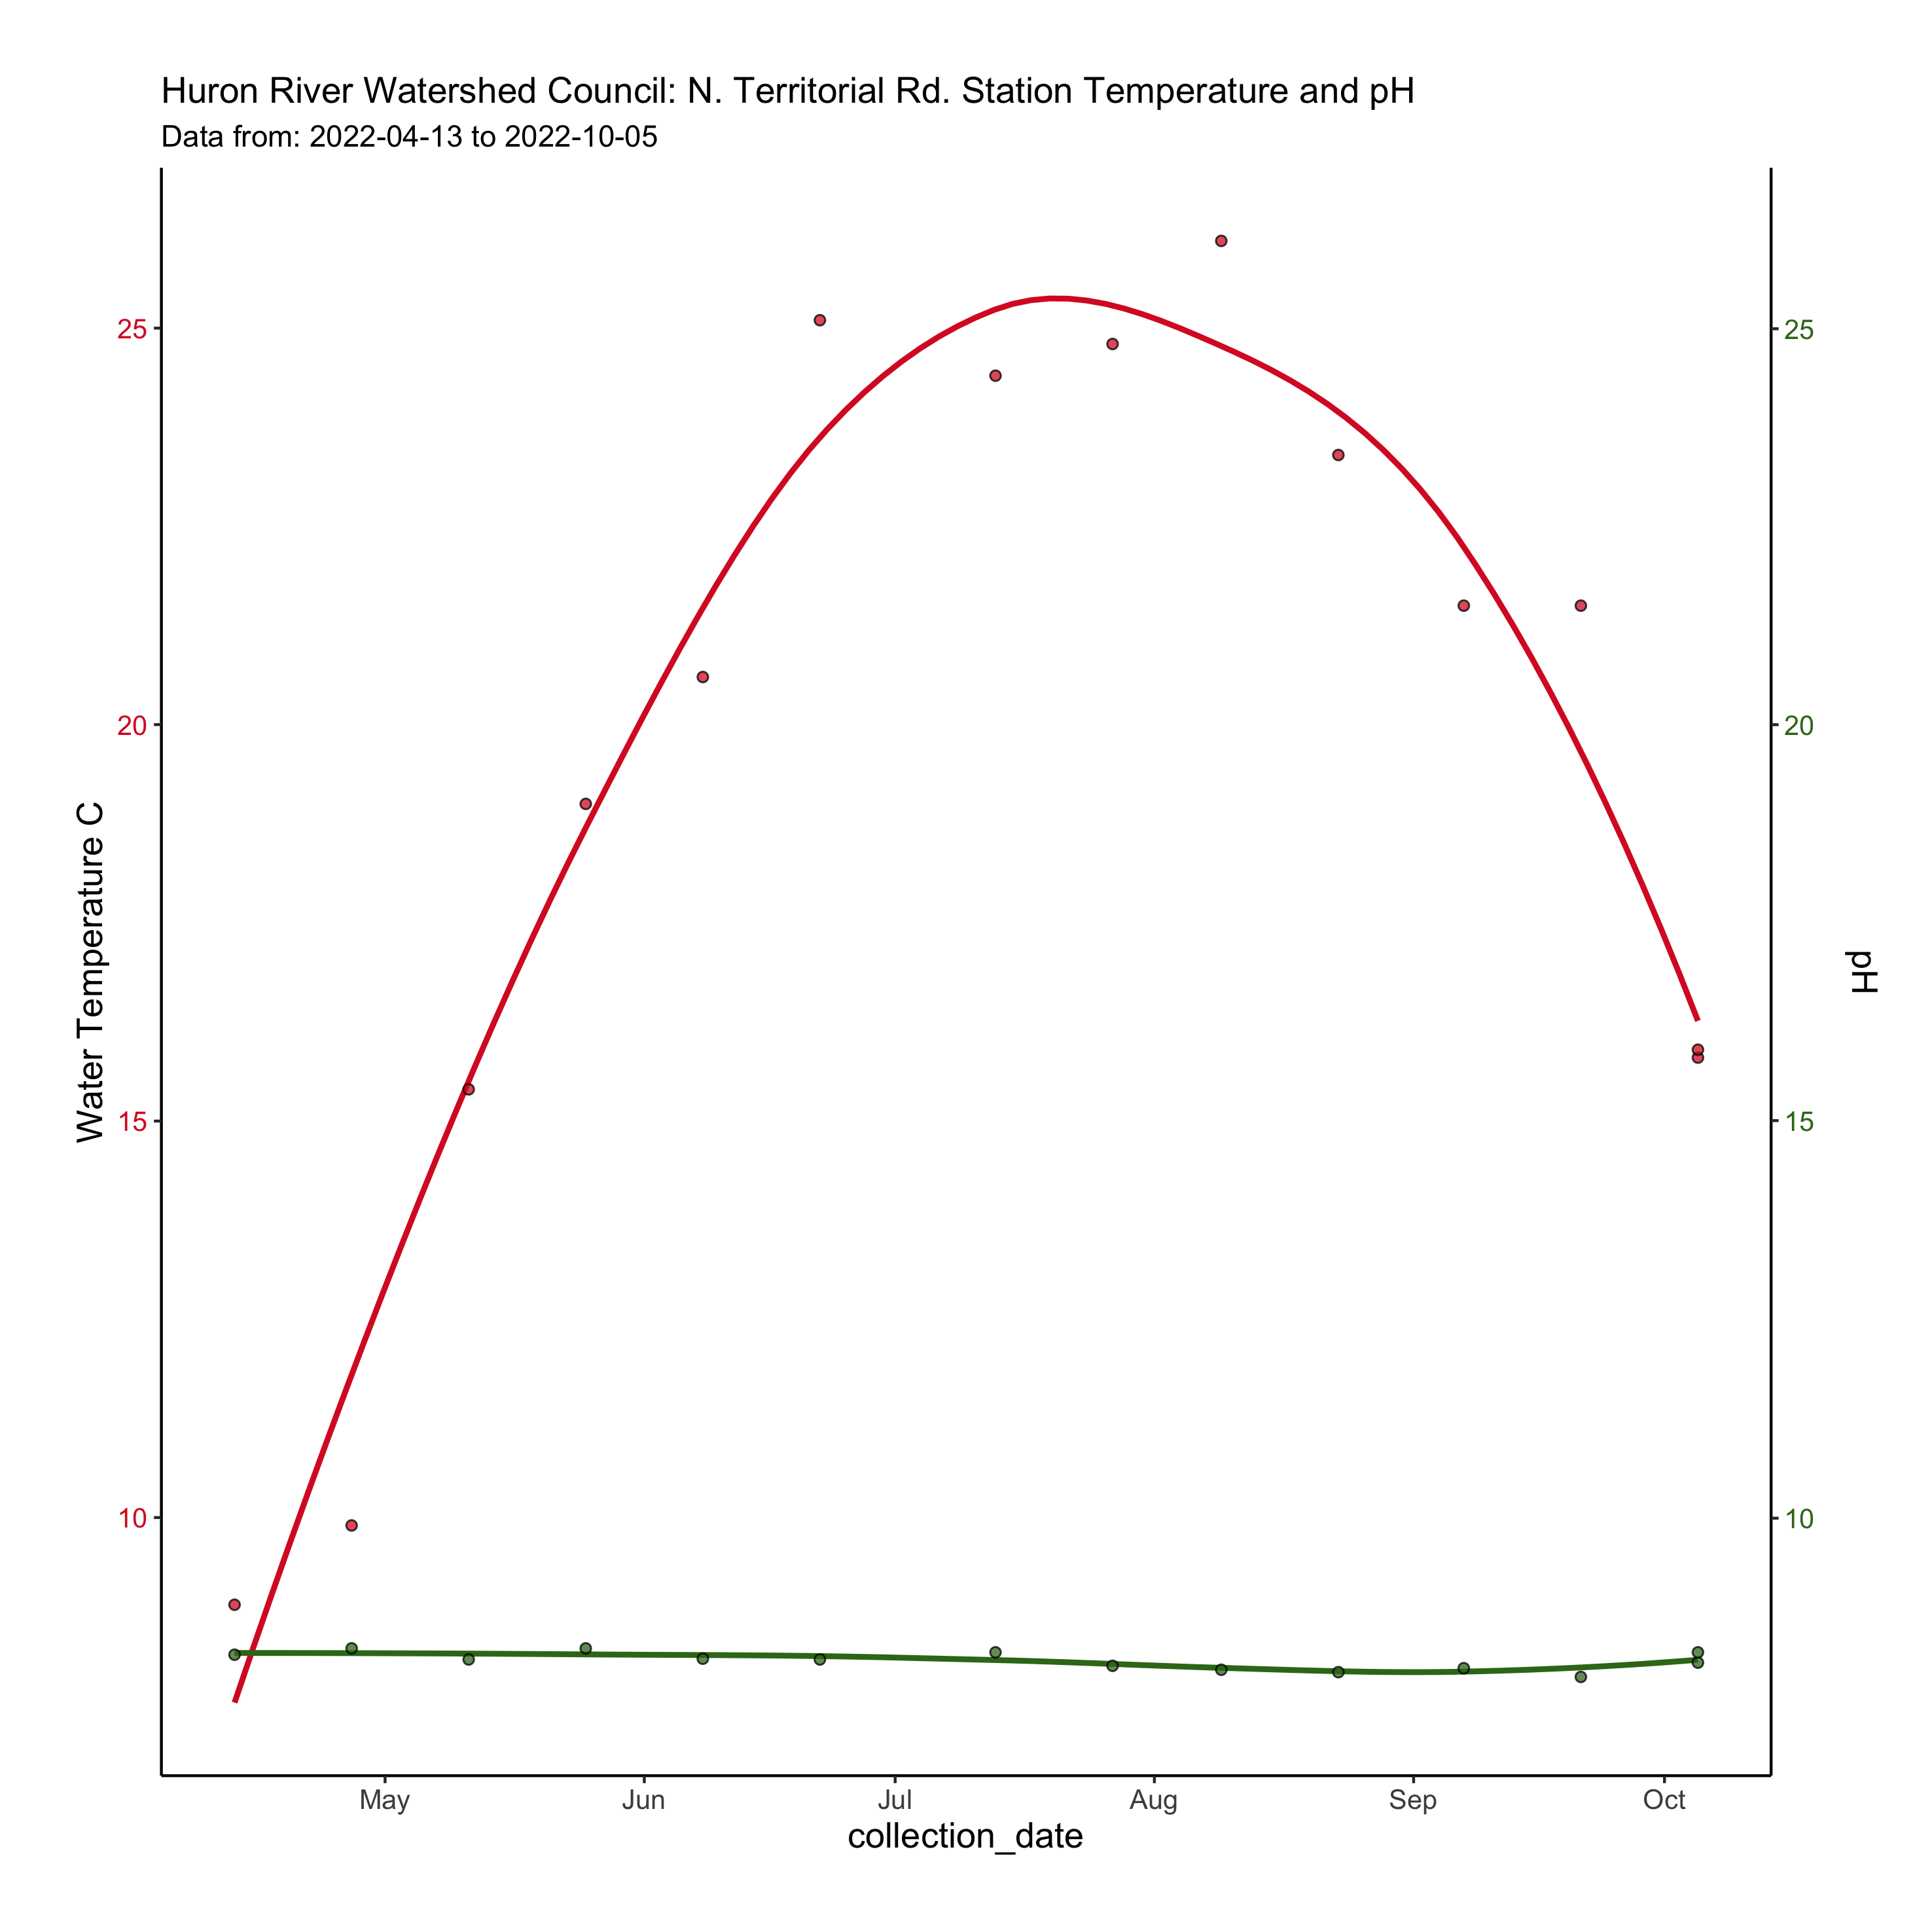 Huron River Watershed Council: N. Territorial Rd. Station Temperature and pH
Data from: 2022-04-13 to 2022-10-05
Water Temperature C
25
20
15
10
25
20
15
10
pH
May
Jun
Jul
Aug
Sep
Oct
collection_date